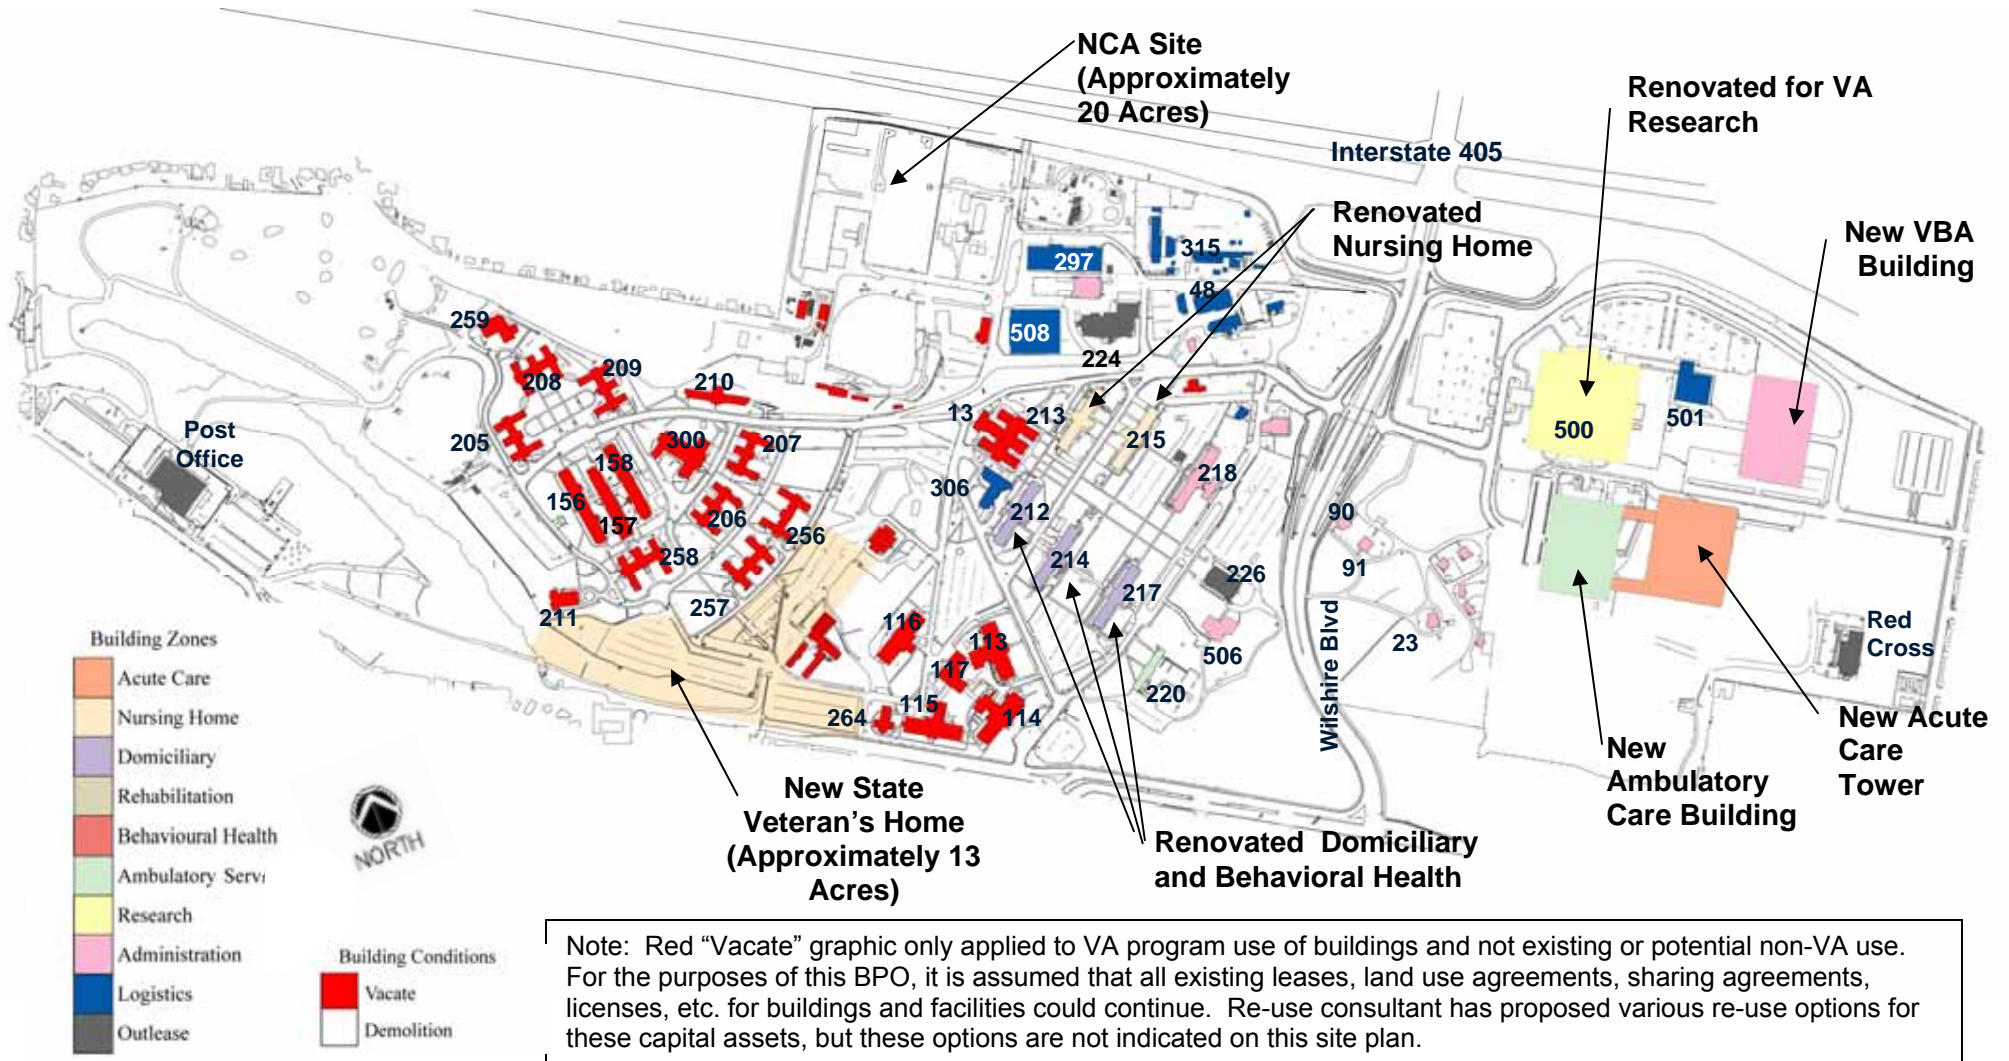 NCA Site
(Approximately
20 Acres)
Renovated for VA
Research
Interstate 405
Renovated
Nursing Home
New VBA
Building
297
315
48
508
224
259
208
209
210
205
Post
Office
300
207
158
156
157
206
256
258
257
211
13
213
215
306
212
218
214
217
226
506
220
90
91
23
Wilshire Blvd
500
501
Red
Cross
116
113
117
115
114
264
New State
Veteran’s Home
(Approximately 13
Acres)
Renovated Domiciliary
and Behavioral Health
New
Ambulatory
Care Building
New Acute
Care
Tower
Building Zones
Acute Care
Nursing Home
Domiciliary
Rehabilitation
Behavioural Health
Ambulatory Servi
Research
Administration
Logistics
Outlease
NORTH
Building Conditions
Vacate
Demolition
Note: Red “Vacate” graphic only applied to VA program use of buildings and not existing or potential non-VA use.
For the purposes of this BPO, it is assumed that all existing leases, land use agreements, sharing agreements,
licenses, etc. for buildings and facilities could continue. Re-use consultant has proposed various re-use options for
these capital assets, but these options are not indicated on this site plan.